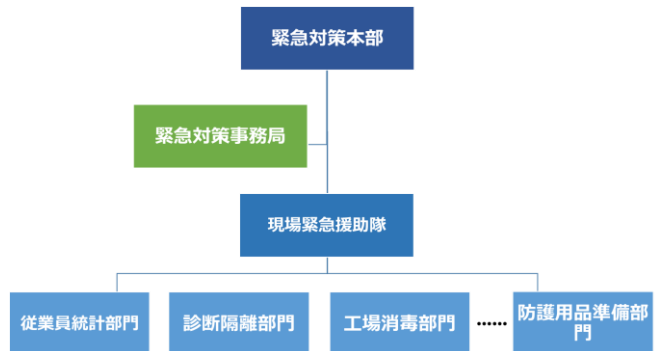 緊急対策本部
緊急対策事務局
現場緊急援助隊
従業員統計部門
診断隔離部門
工場消毒部門
……
防護用品準備部
門